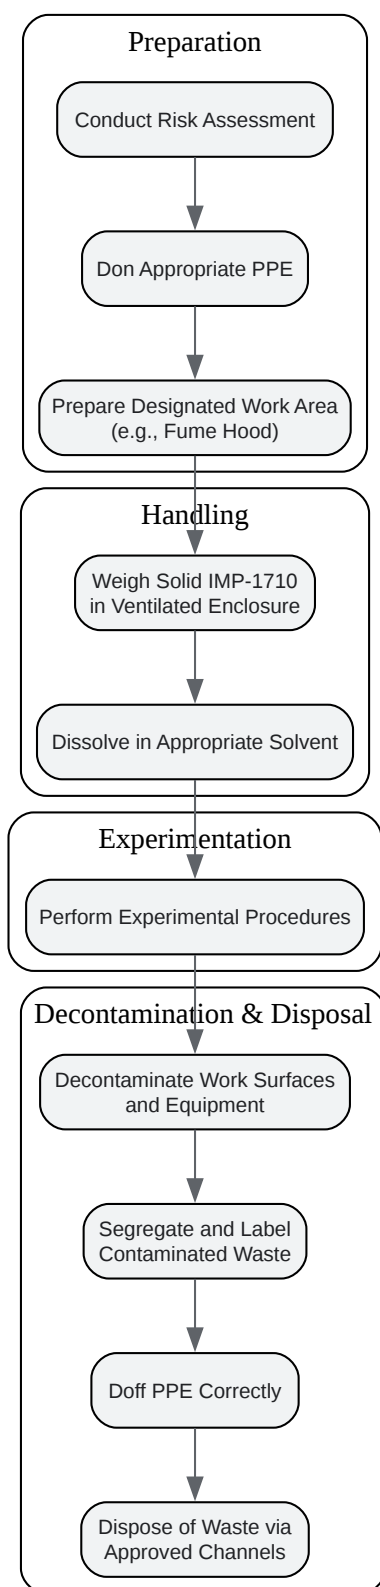 Preparation
Conduct Risk Assessment
Don Appropriate PPE
Prepare Designated Work Area
(e.g., Fume Hood)
Handling
Weigh Solid IMP-1710
in Ventilated Enclosure
Dissolve in Appropriate Solvent
Experimentation
Perform Experimental Procedures
Decontamination & Disposal
Decontaminate Work Surfaces
and Equipment
Segregate and Label
Contaminated Waste
Doff PPE Correctly
Dispose of Waste via
Approved Channels